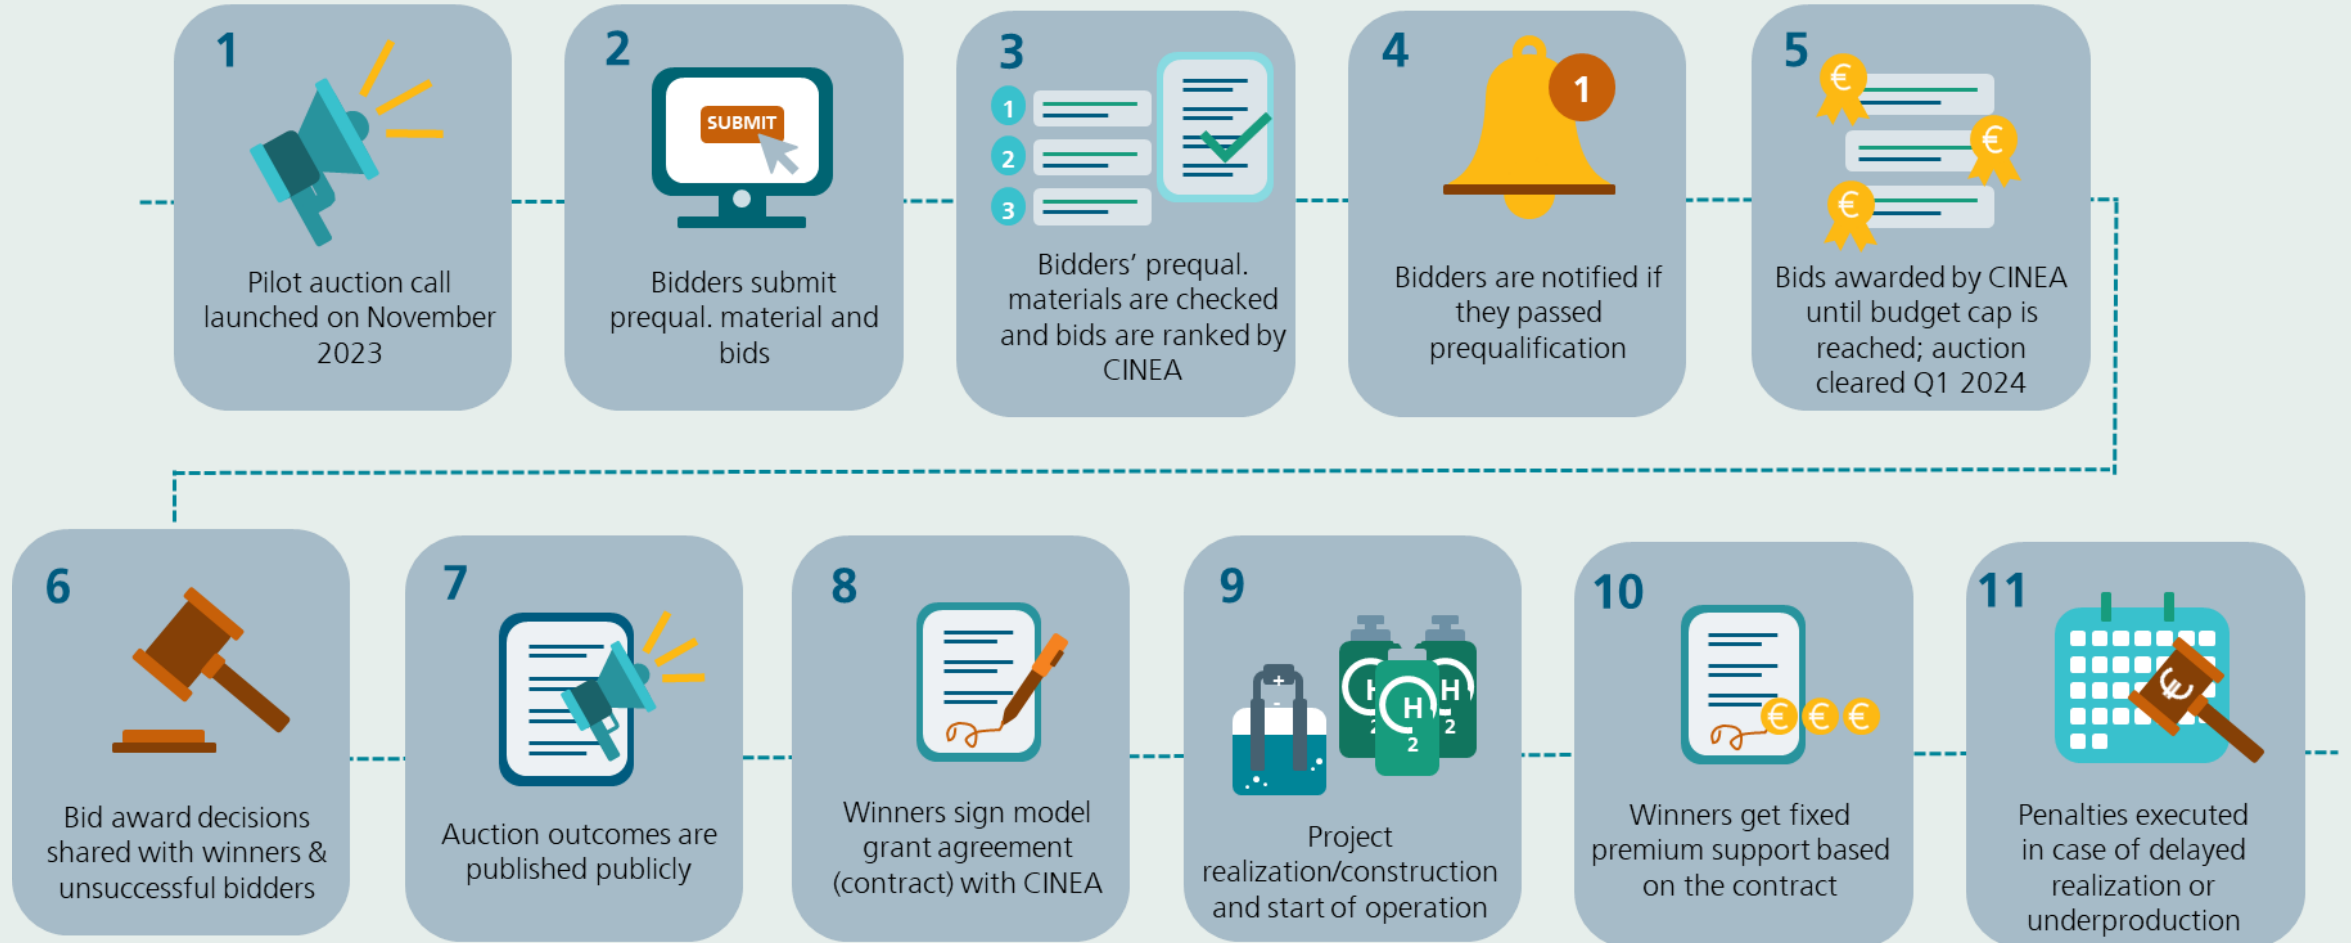 1
Pilot auction call
launched on November
2023
2
SUBMIT
Bidders submit
prequal. material and
bids
3
1
2
3
Bidders' prequal.
materials are checked
and bids are ranked by
CINEA
4
1
Bidders are notified if
they passed
prequalification
5
€
€
€
Bids awarded by CINEA
until budget cap is
reached; auction
cleared Q1 2024
6
Bid award decisions
shared with winners &
unsuccessful bidders
7
Auction outcomes are
published publicly
8
Winners sign model
grant agreement
(contract) with CINEA
9
+
-
H
2
H
2
H
2
Project
realization/construction
and start of operation
10
€ € €
Winners get fixed
premium support based
on the contract
11
€
Penalties executed
in case of delayed
realization or
underproduction